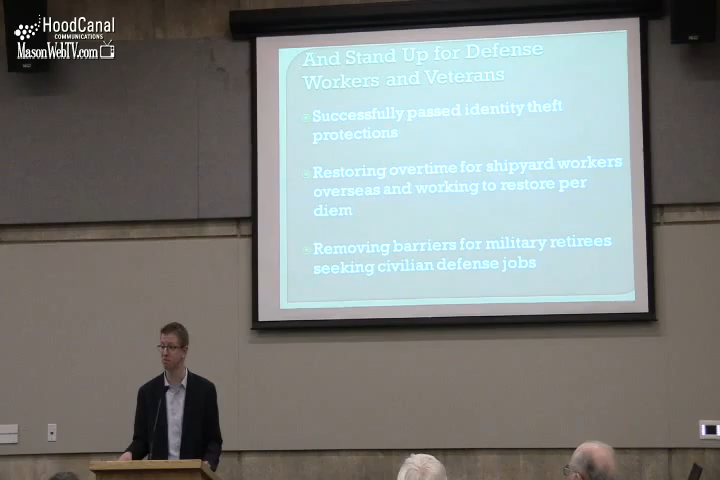 HoodCanal
COMMUNICATIONS
MasonWebTV.com
And Stand Up for Defense
Workers and Veterans
Successfully passed identity theft
protections
Restoring overtime for shipyard workers
overseas and working to restore per
diem
Removing barriers for military retirees
seeking civilian defense jobs